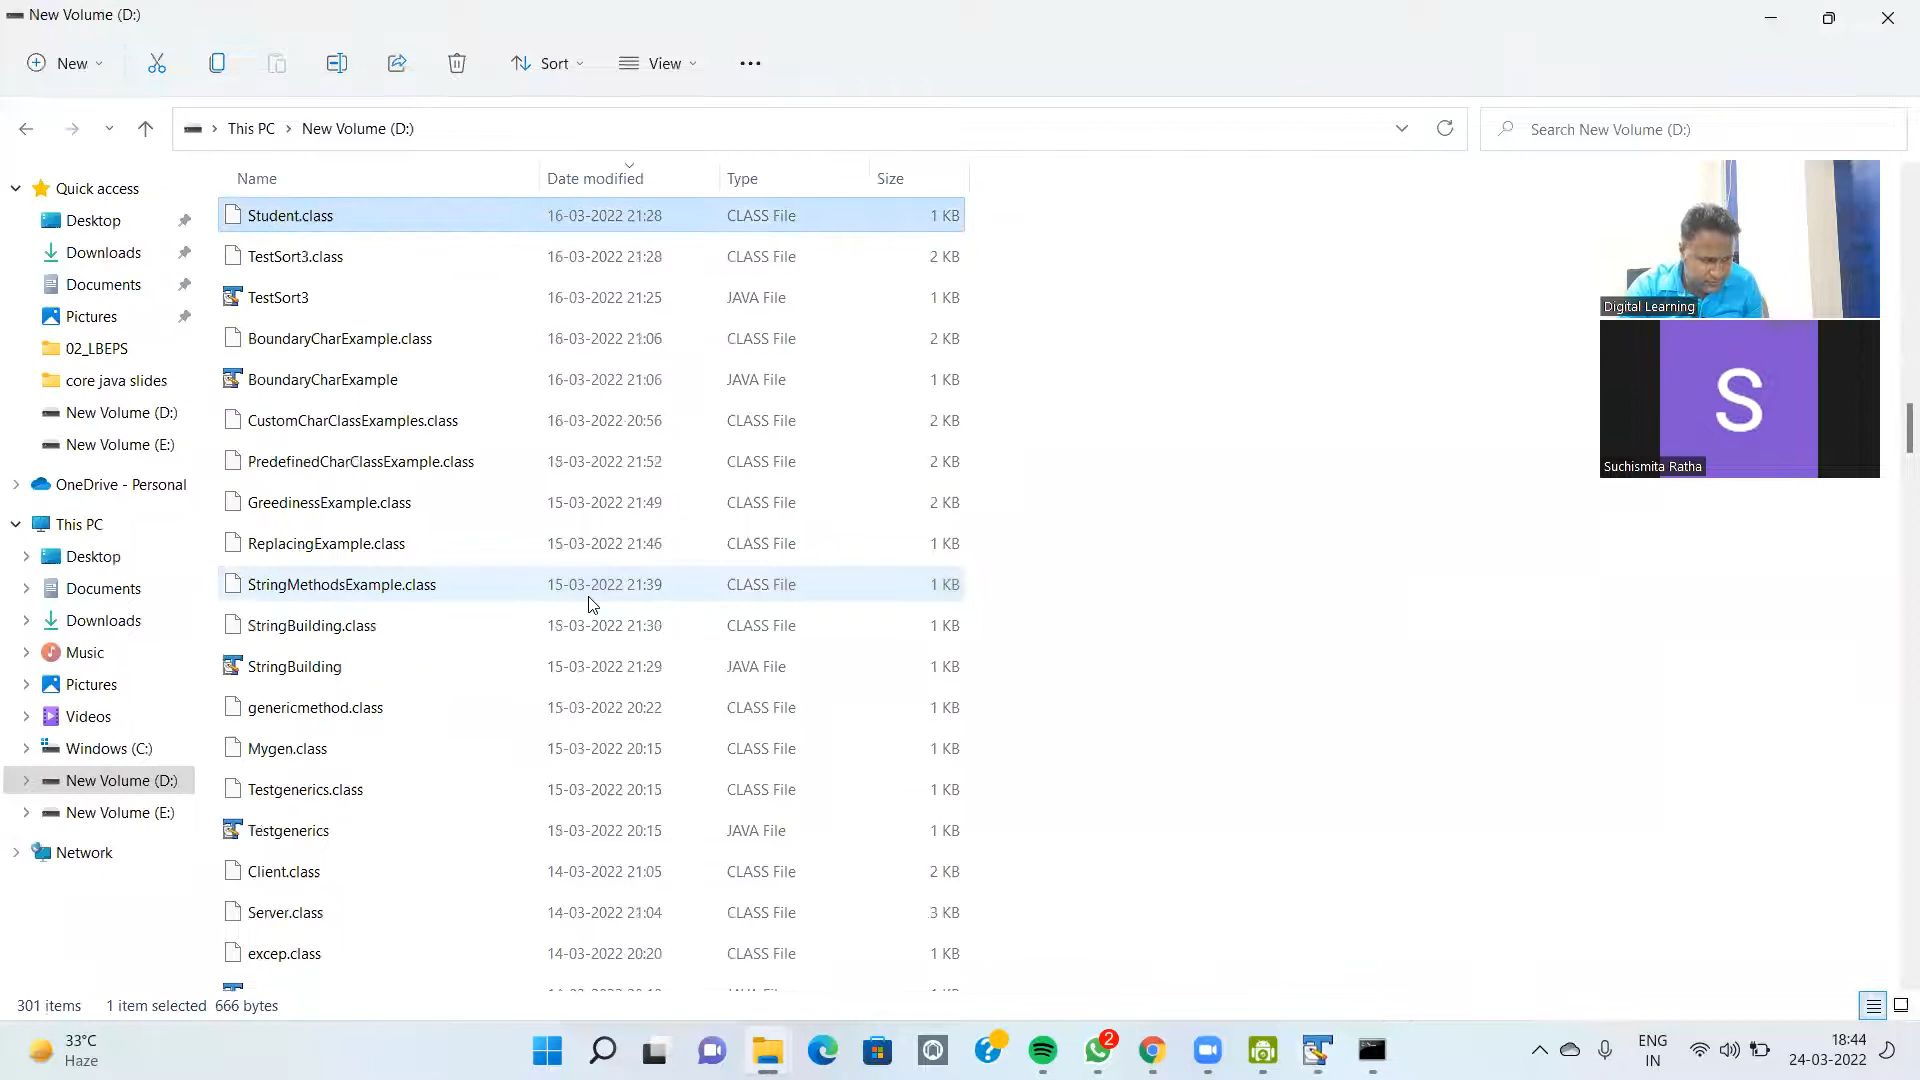 New Volume (D:)
New
Sort
View
This PC
New Volume (D:)
Search New Volume (D:)
Name Date modified Type Size
Quick access
Desktop
Downloads
Documents
Pictures
02_LBEPS
core java slides
New Volume (D:)
New Volume (E:)
OneDrive - Personal
This PC
Desktop
Documents
Downloads
Music
Pictures
Videos
Windows (C:)
New Volume (D:)
New Volume (E:)
Network
Student.class 16-03-2022 21:28 CLASS File 1 KB
TestSort3.class 16-03-2022 21:28 CLASS File 2 KB
TestSort3 16-03-2022 21:25 JAVA File 1 KB
BoundaryCharExample.class 16-03-2022 21:06 CLASS File 2 KB
BoundaryCharExample 16-03-2022 21:06 JAVA File 1 KB
CustomCharClassExamples.class 16-03-2022 20:56 CLASS File 2 KB
PredefinedCharClassExample.class 15-03-2022 21:52 CLASS File 2 KB
GreedinessExample.class 15-03-2022 21:49 CLASS File 2 KB
ReplacingExample.class 15-03-2022 21:46 CLASS File 1 KB
StringMethodsExample.class 15-03-2022 21:39 CLASS File 1 KB
StringBuilding.class 15-03-2022 21:30 CLASS File 1 KB
StringBuilding 15-03-2022 21:29 JAVA File 1 KB
genericmethod.class 15-03-2022 20:22 CLASS File 1 KB
Mygen.class 15-03-2022 20:15 CLASS File 1 KB
Testgenerics.class 15-03-2022 20:15 CLASS File 1 KB
Testgenerics 15-03-2022 20:15 JAVA File 1 KB
Client.class 14-03-2022 21:05 CLASS File 2 KB
Server.class 14-03-2022 21:04 CLASS File 3 KB
excep.class 14-03-2022 20:20 CLASS File 1 KB
Digital Learning
S
Suchismita Ratha
301 items 1 item selected 666 bytes
33°C
Haze
2
ENG
IN
18:44
24-03-2022